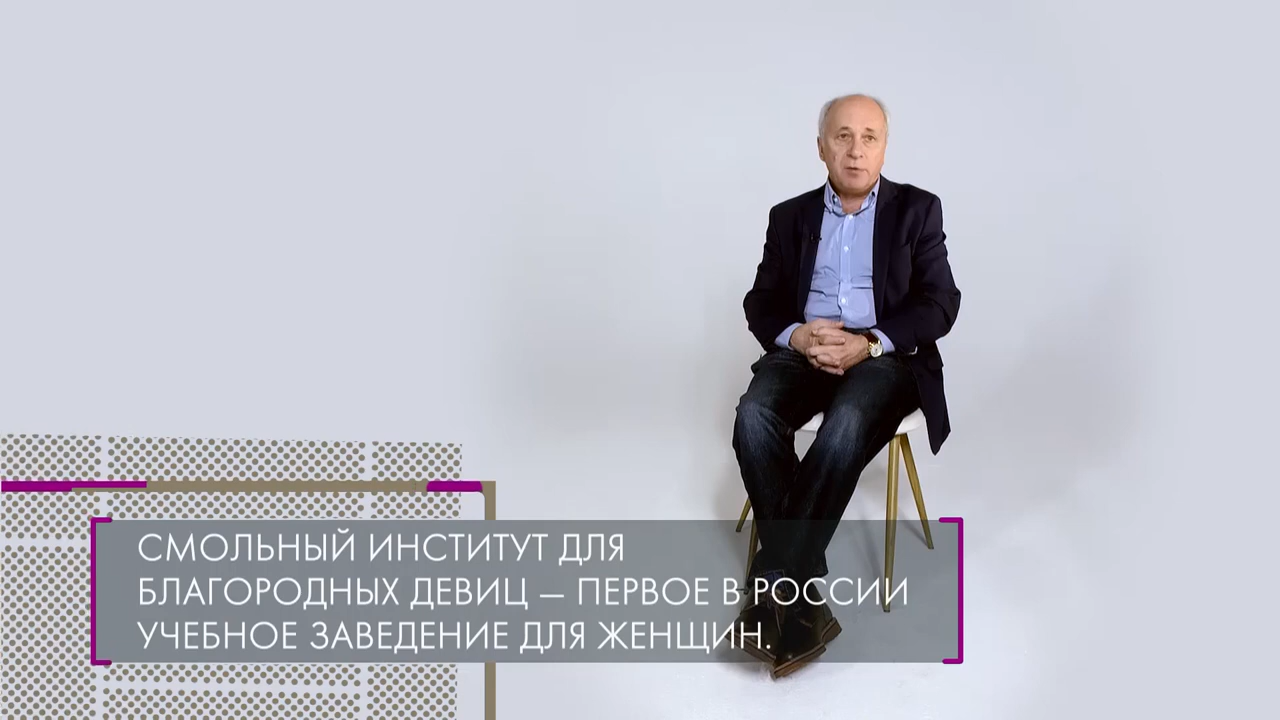 СМОЛЬНЫЙ ИНСТИТУТ ДЛЯ
БЛАГОРОДНЫХ ДЕВИЦ — ПЕРВОЕ В РОССИИ
УЧЕБНОЕ ЗАВЕДЕНИЕ ДЛЯ ЖЕНЩИН.